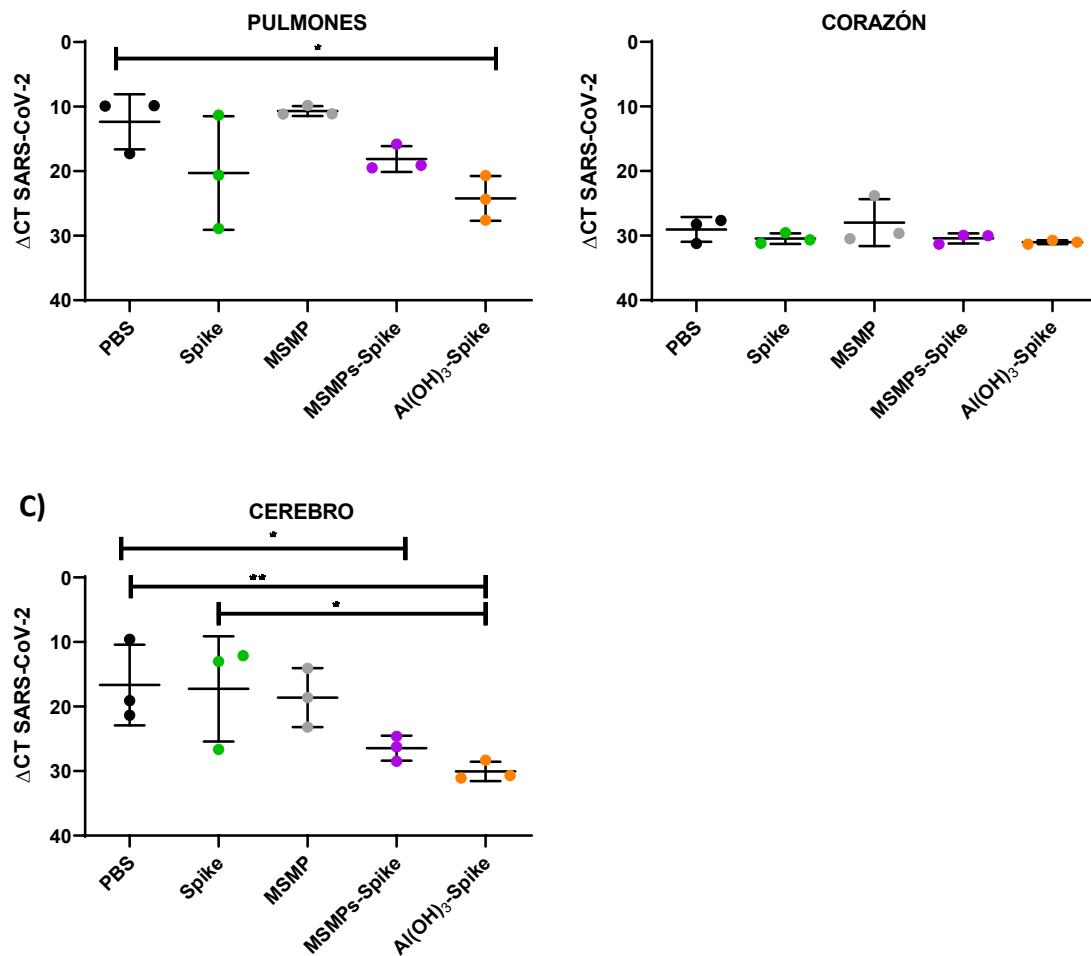 PULMONES
*
ΔCT SARS-CoV-2
0
10
20
30
40
PBS
Spike
MSMP
MSMPs-Spike
Al(OH)₃-Spike
CORAZÓN
ΔCT SARS-CoV-2
0
10
20
30
40
PBS
Spike
MSMP
MSMPs-Spike
Al(OH)₃-Spike
C)
CEREBRO
*
**
*
ΔCT SARS-CoV-2
0
10
20
30
40
PBS
Spike
MSMP
MSMPs-Spike
Al(OH)₃-Spike